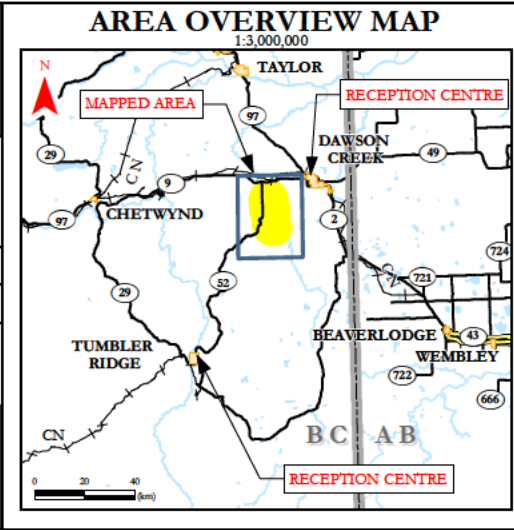 AREA OVERVIEW MAP
1:3,000,000
N
TAYLOR
MAPPED AREA
RECEPTION CENTRE
97
DAWSON
CREEK
29
CN
49
9
CHETWYND
97
2
52
724
CN
721
29
BEAVERLODGE
43
TUMBLER
RIDGE
WEMBLEY
722
666
CN
BC
AB
RECEPTION CENTRE
0
20
40
(km)